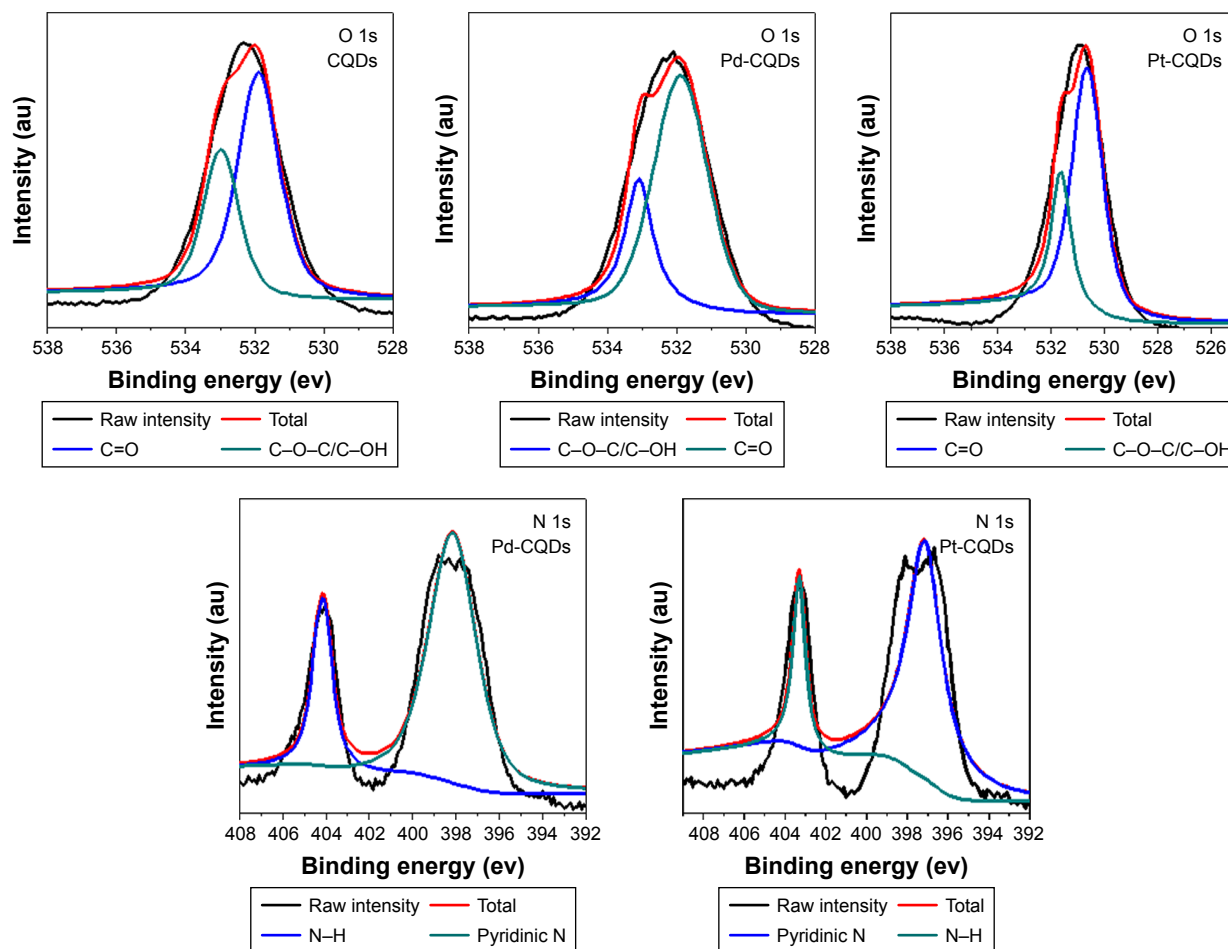 O 1s
CQDs
Intensity (au)
538 536 534 532 530 528
Binding energy (ev)
Raw intensity Total
C=O C–O–C/C–OH
O 1s
Pd-CQDs
Intensity (au)
538 536 534 532 530 528
Binding energy (ev)
Raw intensity Total
C–O–C/C–OH C=O
O 1s
Pt-CQDs
Intensity (au)
538 536 534 532 530 528 526
Binding energy (ev)
Raw intensity Total
C=O C–O–C/C–OH
N 1s
Pd-CQDs
Intensity (au)
408 406 404 402 400 398 396 394 392
Binding energy (ev)
Raw intensity Total
N–H Pyridinic N
N 1s
Pt-CQDs
Intensity (au)
408 406 404 403 402 400 398 397 396 394 392
Binding energy (ev)
Raw intensity Total
Pyridinic N N–H